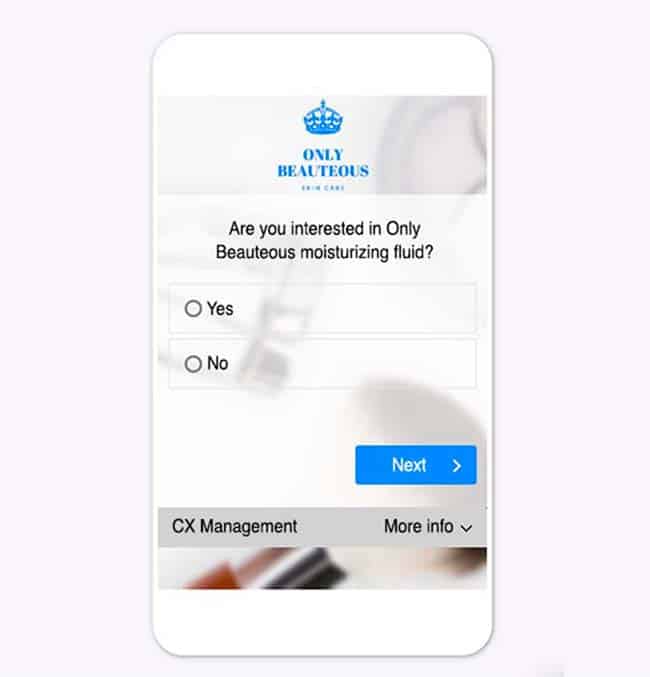 ONLY
BEAUTEOUS
SKIN CARE
Are you interested in Only
Beauteous moisturizing fluid?
Yes
No
Next
CX Management
More info